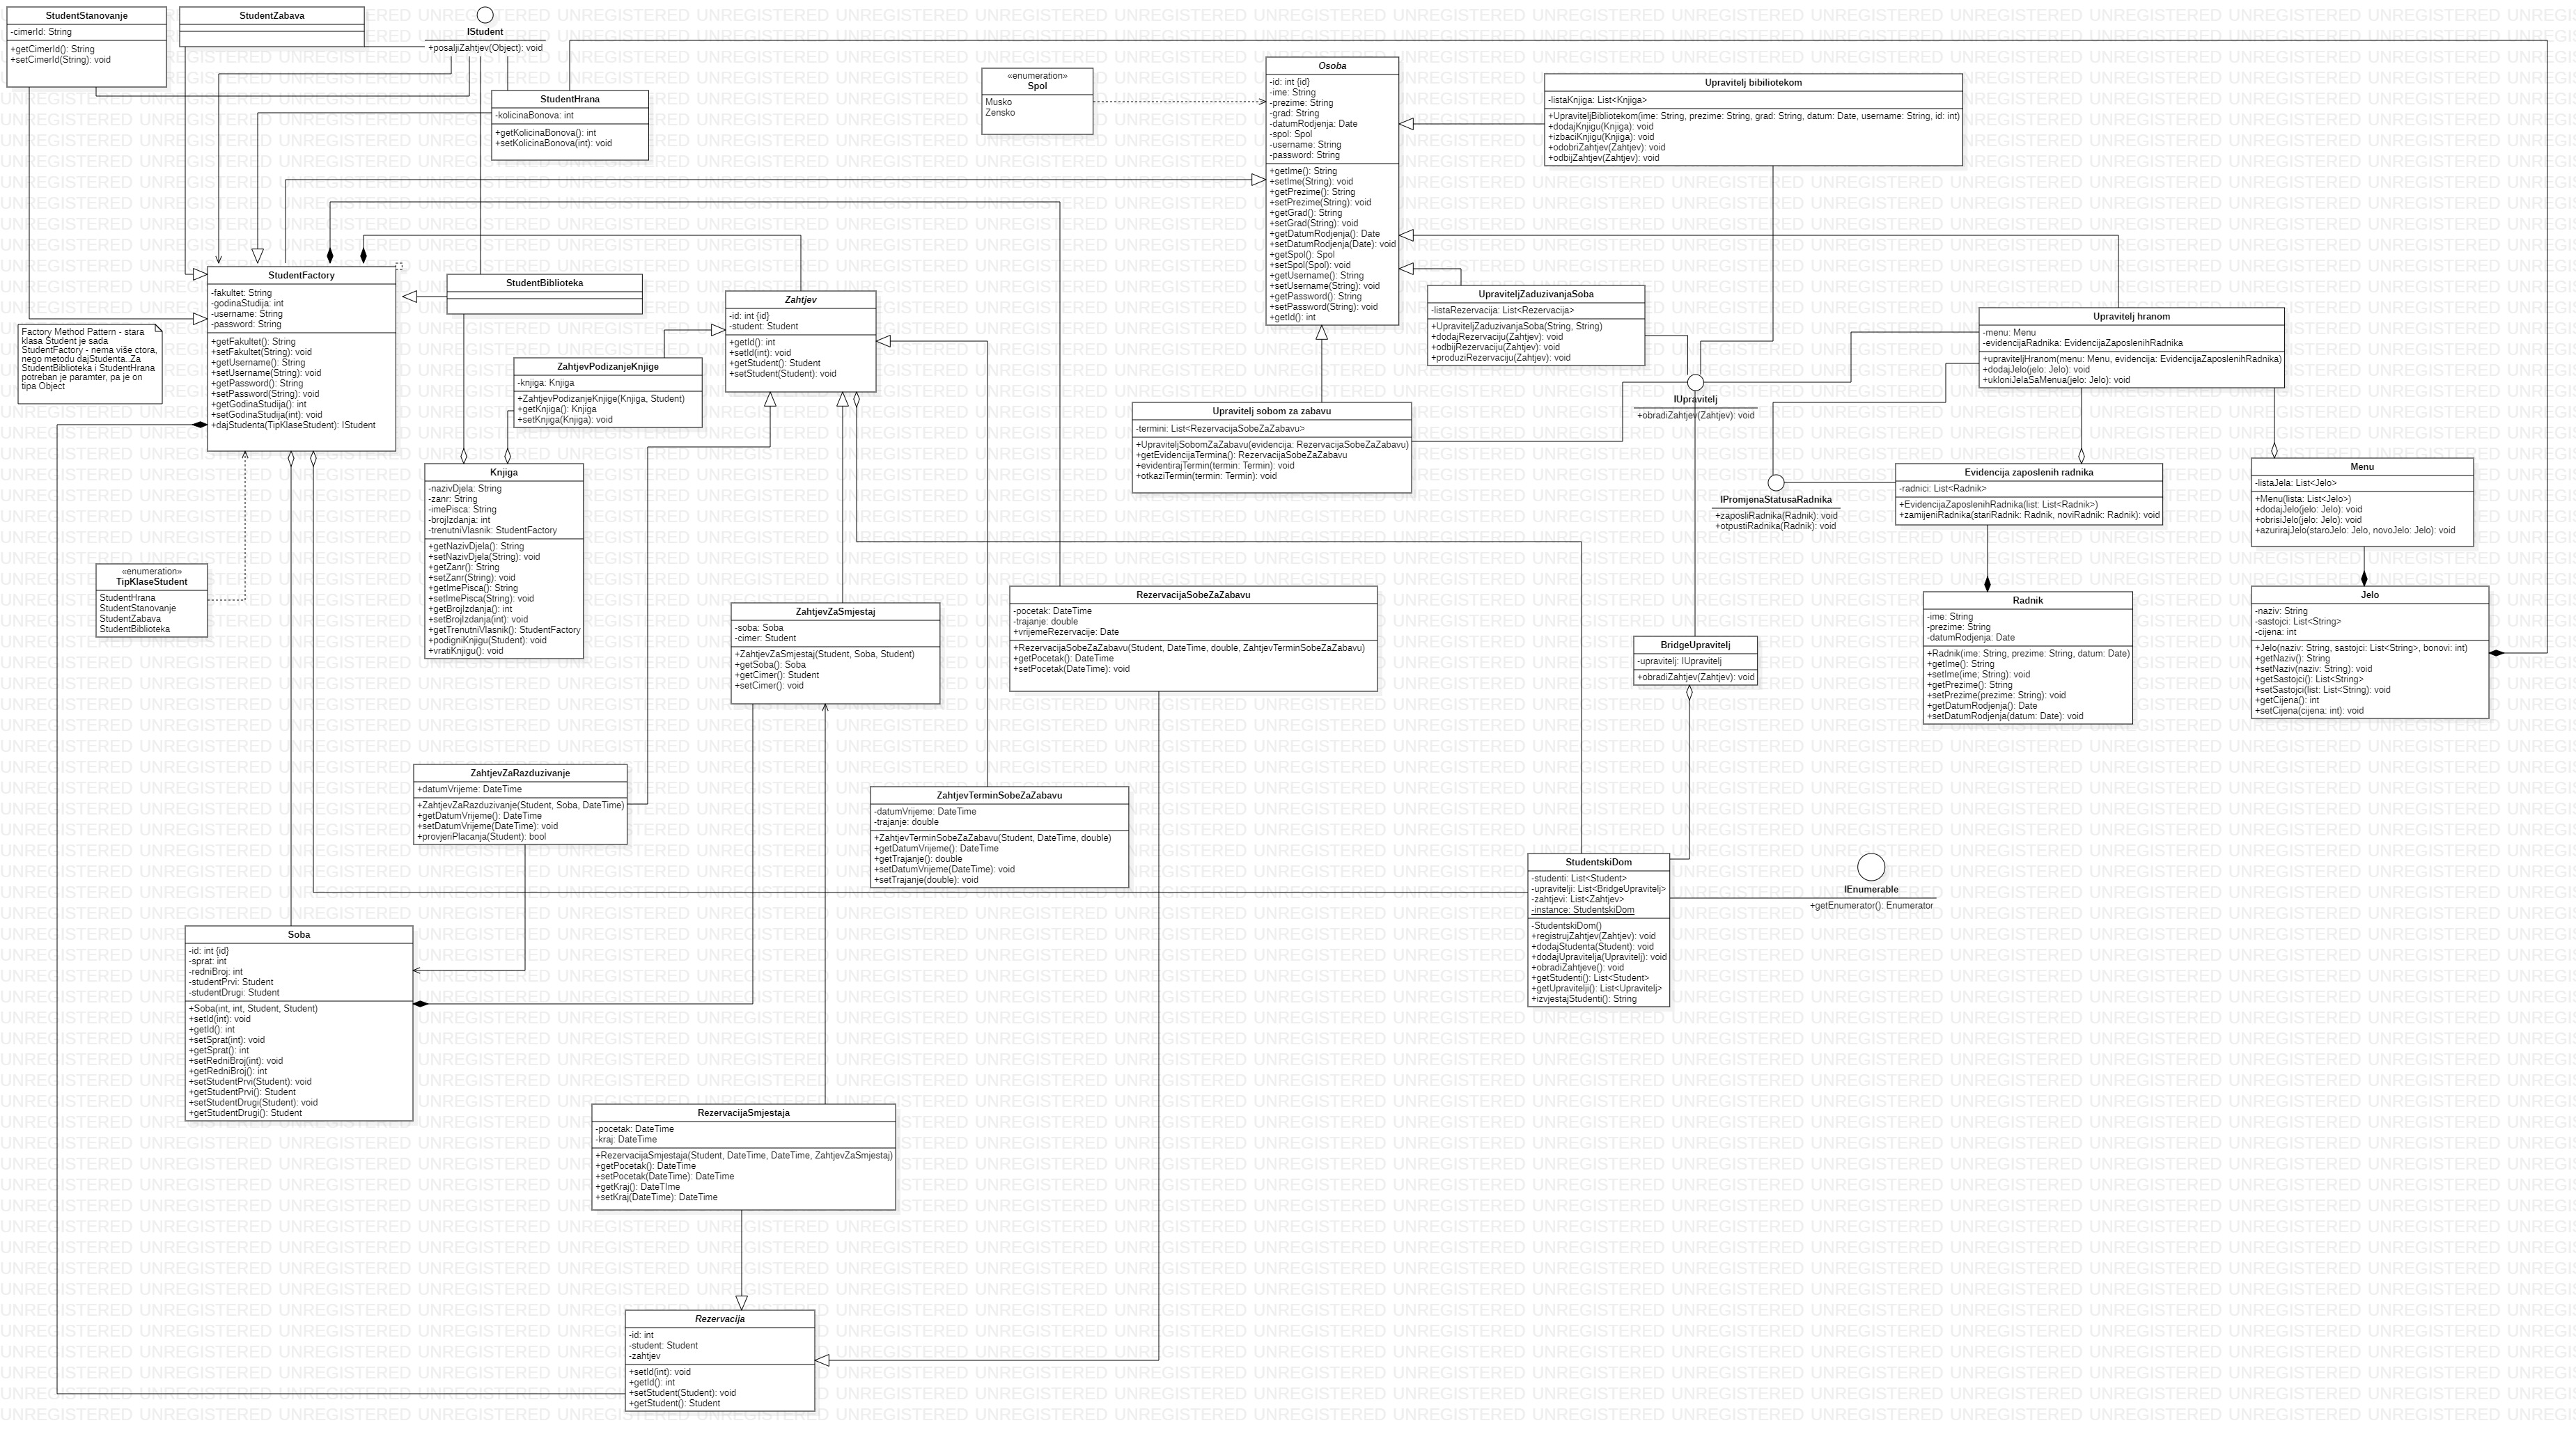 StudentStanovje
-cimerId: String
+getCimerId(): String
+setCimerId(String): void
StudentZabava
IStudent
+posaljiZahtjev(Object): void
StudentHrana
-kolicinaBonova: int
+getKolicinaBonova(): int
+setKolicinaBonova(int): void
«enumeration»
Spol
Musko
Zensko
Osoba
-id: int {id}
-ime: String
-prezime: String
-grad: String
-datumRodjenja: Date
-spol: Spol
-username: String
-password: String
+getIme(): String
+setIme(String): void
+getPrezime(): String
+setPrezime(String): void
+getGrad(): String
+setGrad(String): void
+getDatumRodjenja(): Date
+setDatumRodjenja(Date): void
+getSpol(): Spol
+setSpol(Spol): void
+getUsername(): String
+setUsername(String): void
+getPassword(): String
+setPassword(String): void
+getId(): int
Upravitelj bibiliotekom
-listaKnjiga: List<Knjiga>
+UpraviteljBibliotekom(ime: String, prezime: String, grad: String, datum: Date, username: String, id: int)
+dodajKnjigu(Knjiga): void
+izbaciKnjigu(Knjiga): void
+odobriZahtjev(Zahtjev): void
+odbijZahtjev(Zahtjev): void
StudentFactory
-fakultet: String
-godinaStudija: int
-username: String
-password: String
+getFakultet(): String
+setFakultet(String): void
+getUsername(): String
+setUsername(String): void
+getPassword(): String
+setPassword(String): void
+getGodinaStudija(): int
+setGodinaStudija(int): void
+dajStudenta(TipKlaseStudent): IStudent
Factory Method Pattern - stara
klasa Student je sada
StudentFactory - nema više ctora,
nego metodu dajStudenta. Za
StudentBiblioteka i StudentHrana
potreban je paramter, pa je on
tipa Object
StudentBiblioteka
Zahtjev
-id: int {id}
-student: Student
+getId(): int
+setId(int): void
+getStudent(): Student
+setStudent(Student): void
ZahtjevPodizanjeKnjige
-knjiga: Knjiga
+ZahtjevPodizanjeKnjige(Knjiga, Student)
+getKnjiga(): Knjiga
+setKnjiga(Knjiga): void
UpraviteljZaduzivanjaSoba
-listaRezervacija: List<Rezervacija>
+UpraviteljZaduzivanjaSoba(String, String)
+dodajRezervaciju(Zahtjev): void
+odbijRezervaciju(Zahtjev): void
+produziRezervaciju(Zahtjev): void
Upravitelj hranom
-menu: Menu
-evidencijaRadnika: EvidencijaZaposlenihRadnika
+upraviteljHranom(menu: Menu, evidencija: EvidencijaZaposlenihRadnika)
+dodajJelo(jelo: Jelo): void
+ukloniJelaSaMenua(jelo: Jelo): void
IUpravitelj
+obradiZahtjev(Zahtjev): void
Upravitelj sobom za zabavu
-termini: List<RezervacijaSobeZaZabavu>
+UpraviteljSobomZaZabavu(evidencija: RezervacijaSobeZaZabavu)
+getEvidencijaTermina(): RezervacijaSobeZaZabavu
+evidentirajTermin(termin: Termin): void
+otkaziTermin(termin: Termin): void
Knjiga
-nazivDjela: String
-zanr: String
-imePisca: String
-brojIzdanja: int
-trenutniVlasnik: StudentFactory
+getNazivDjela(): String
+setNazivDjela(String): void
+getZanr(): String
+setZanr(String): void
+getImePisca(): String
+setImePisca(String): void
+getBrojIzdanja(): int
+setBrojIzdanja(int): void
+getTrenutniVlasnik(): StudentFactory
+podigniKnjigu(Student): void
+vratiKnjigu(): void
IPromjenaStatusaRadnika
+zaposliRadnika(Radnik): void
+otpustiRadnika(Radnik): void
Evidencija zaposlenih radnika
-radnici: List<Radnik>
+EvidencijaZaposlenihRadnika(list: List<Radnik>)
+zamijeniRadnika(stariRadnik: Radnik, noviRadnik: Radnik): void
Menu
-listaJela: List<Jelo>
+Menu(lista: List<Jelo>)
+dodajJelo(jelo: Jelo): void
+obrisiJelo(jelo: Jelo): void
+azurirajJelo(staroJelo: Jelo, novoJelo: Jelo): void
«enumeration»
TipKlaseStudent
StudentHrana
StudentStanovanje
StudentZabava
StudentBiblioteka
ZahtjevZaSmjestaj
-soba: Soba
-cimer: Student
+ZahtjevZaSmjestaj(Student, Soba, Student)
+getSoba(): Soba
+getCimer(): Student
+setCimer(): void
RezervacijaSobeZaZabavu
-pocetak: DateTime
-trajanje: double
+vrijemeRezervacije: Date
+RezervacijaSobeZaZabavu(Student, DateTime, double, ZahtjevTerminSobeZaZabavu)
+getPocetak(): DateTime
+setPocetak(DateTime): void
BridgeUpravitelj
-upravitelj: IUpravitelj
+obradiZahtjev(Zahtjev): void
Radnik
-ime: String
-prezime: String
-datumRodjenja: Date
+Radnik(ime: String, prezime: String, datum: Date)
+getIme(): String
+setIme(ime; String): void
+getPrezime(): String
+setPrezime(prezime: String): void
+getDatumRodjenja(): Date
+setDatumRodjenja(datum: Date): void
Jelo
-naziv: String
-sastojci: List<String>
-cijena: int
+Jelo(naziv: String, sastojci: List<String>, bonovi: int)
+getNaziv(): String
+setNaziv(naziv: String): void
+getSastojci(): List<String>
+setSastojci(list: List<String): void
+getCijena(): int
+setCijena(cijena: int): void
ZahtjevZaRazduzivanje
+datumVrijeme: DateTime
+ZahtjevZaRazduzivanje(Student, Soba, DateTime)
+getDatumVrijeme(): DateTime
+setDatumVrijeme(DateTime): void
+provjeriPlacanja(Student): bool
ZahtjevTerminSobeZaZabavu
-datumVrijeme: DateTime
-trajanje: double
+ZahtjevTerminSobeZaZabavu(Student, DateTime, double)
+getDatumVrijeme(): DateTime
+getTrajanje(): double
+setDatumVrijeme(DateTime): void
+setTrajanje(double): void
StudentskiDom
-studenti: List<Student>
-upravitelji: List<BridgeUpravitelj>
-zahtjevi: List<Zahtjev>
-instance: StudentskiDom
-StudentskiDom()
+registrujZahtjev(Zahtjev): void
+dodajStudenta(Student): void
+dodajUpravitelja(Upravitelj): void
+obradiZahtjeve(): void
+getStudenti(): List<Student>
+getUpravitelji(): List<Upravitelj>
+izvjestajStudenti(): String
IEnumerable
+getEnumerator(): Enumerator
Soba
-id: int {id}
-sprat: int
-redniBroj: int
-studentPrvi: Student
-studentDrugi: Student
+Soba(int, int, Student, Student)
+setId(int): void
+getId(): int
+setSprat(int): void
+getSprat(): int
+setRedniBroj(int): void
+getRedniBroj(): int
+setStudentPrvi(Student): void
+getStudentPrvi(): Student
+setStudentDrugi(Student): void
+getStudentDrugi(): Student
RezervacijaSmjestaja
-pocetak: DateTime
-kraj: DateTime
+RezervacijaSmjestaja(Student, DateTime, DateTime, ZahtjevZaSmjestaj)
+getPocetak(): DateTime
+setPocetak(DateTime): DateTime
+getKraj(): DateTIme
+setKraj(DateTime): DateTime
Rezervacija
-id: int
-student: Student
-zahtjev
+setId(int): void
+getId(): int
+setStudent(Student): void
+getStudent(): Student